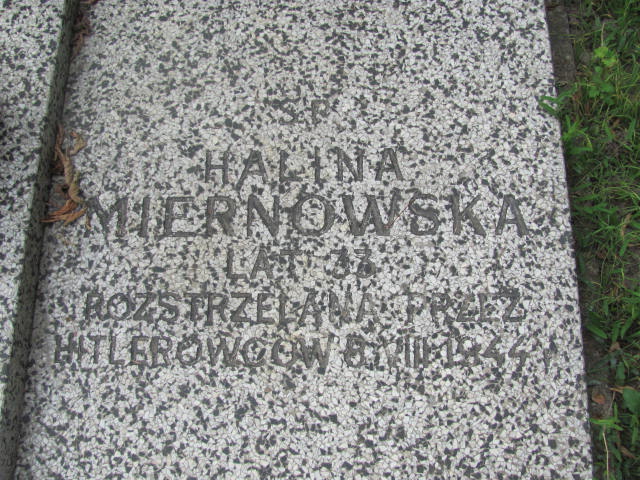 Ś.P.
HALINA
MIERNOWSKA
LAT 33
ROZSTRZELANA PRZEZ
HITLEROWCÓW 8.VIII.1944 r.